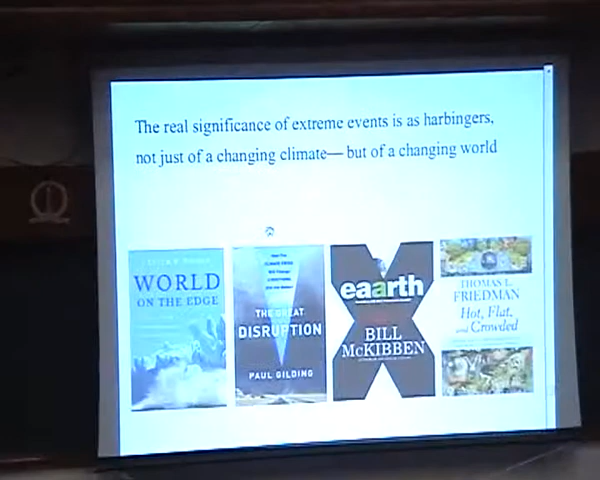 The real significance of extreme events is as harbingers,
not just of a changing climate— but of a changing world
WORLD
ON THE EDGE
THE GREAT
DISRUPTION
PAUL GILDING
eaarth
BILL
McKIBBEN
THOMAS L.
FRIEDMAN
Hot, Flat,
and Crowded